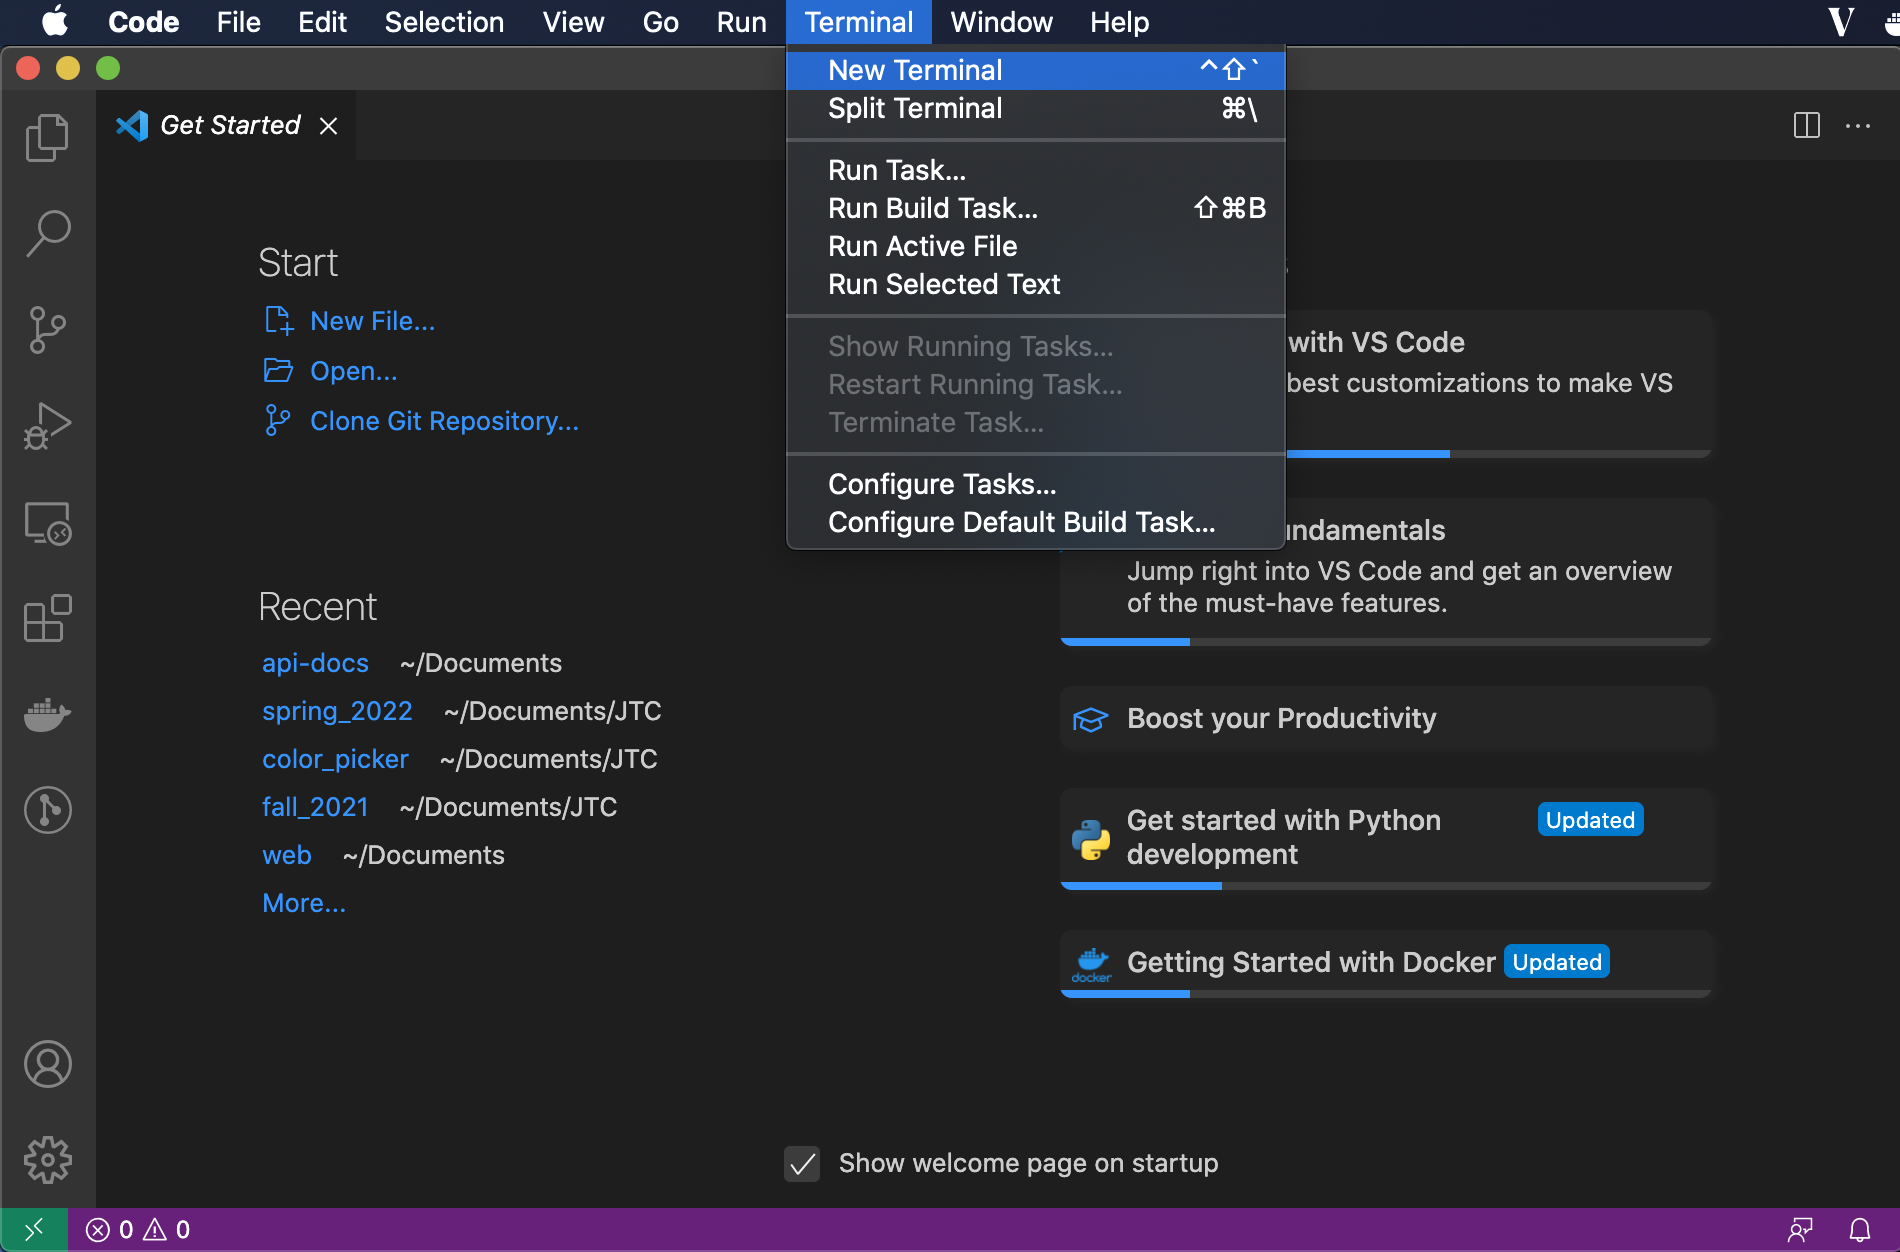 Code File Edit Selection View Go Run Terminal Window Help
New Terminal ^⇧`
Split Terminal ⌘\
Run Task...
Run Build Task... ⇧⌘B
Run Active File
Run Selected Text
Show Running Tasks...
Restart Running Task...
Terminate Task...
Configure Tasks...
Configure Default Build Task...
Get Started
Start
New File...
Open...
Clone Git Repository...
Recent
api-docs ~/Documents
spring_2022 ~/Documents/JTC
color_picker ~/Documents/JTC
fall_2021 ~/Documents/JTC
web ~/Documents
More...
with VS Code
best customizations to make VS
ndamentals
Jump right into VS Code and get an overview
of the must-have features.
Boost your Productivity
Get started with Python
development
Updated
docker
Getting Started with Docker Updated
Show welcome page on startup
0 0